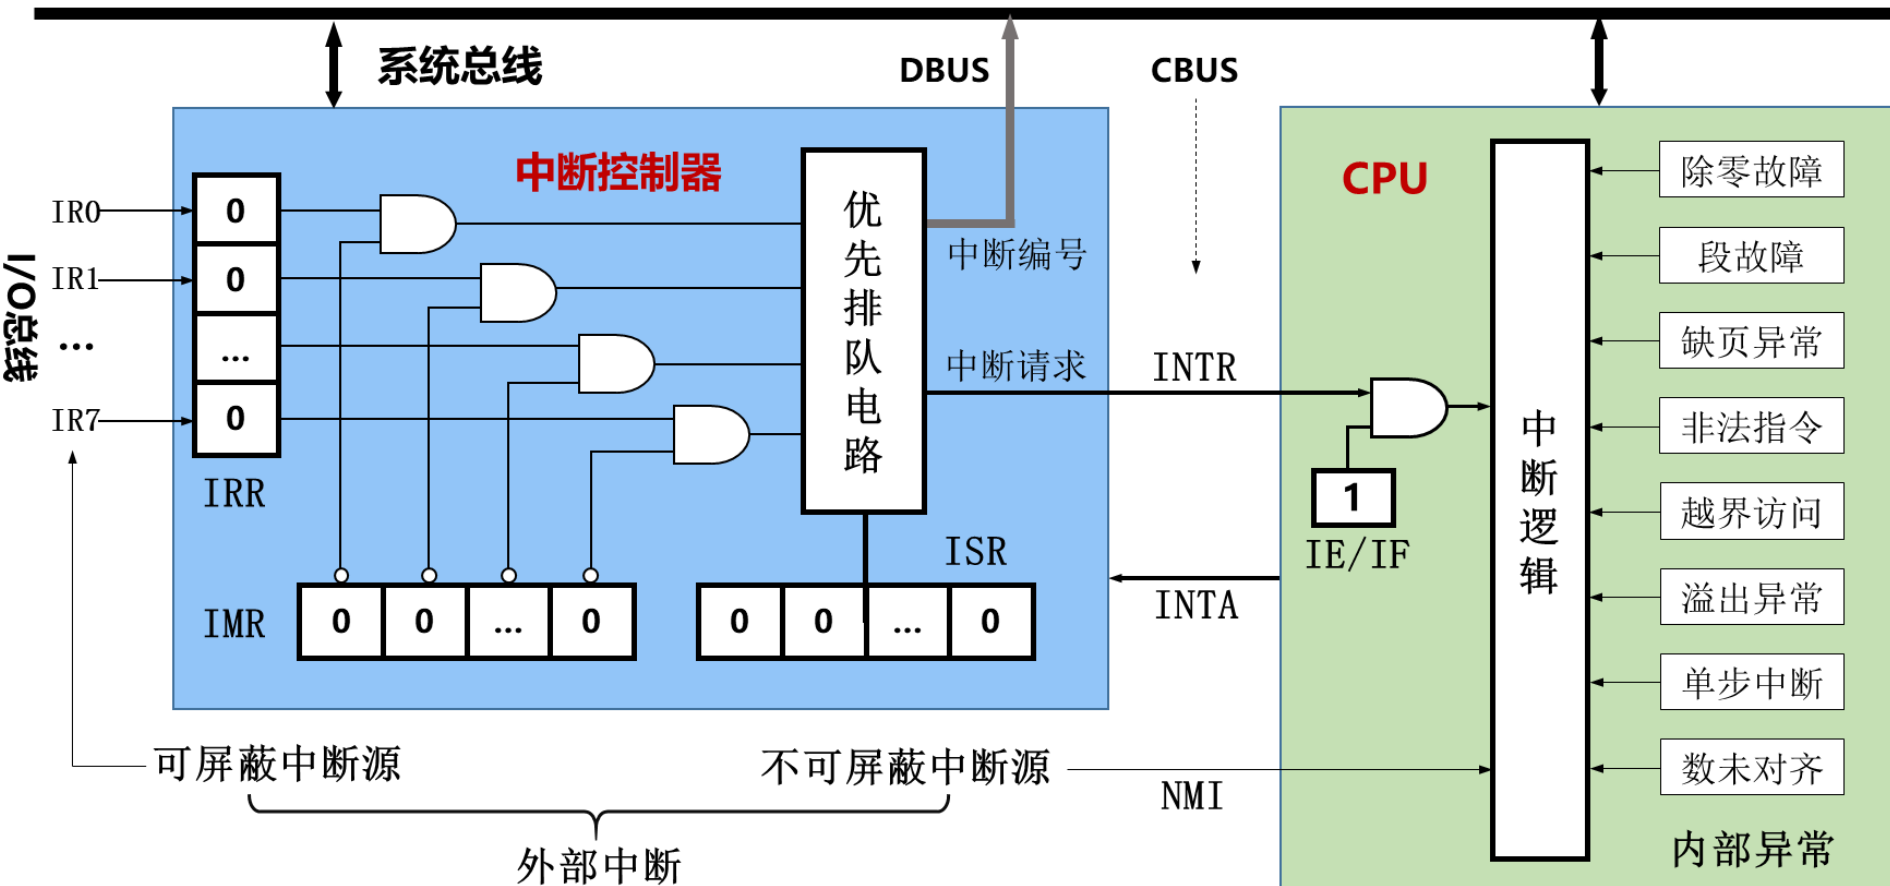 系统总线
DBUS
CBUS
中断控制器
CPU
I/O总线
IR0
IR1
...
IR7
0
0
...
0
IRR
优先排队电路
中断编号
中断请求
INTR
1
IE/IF
中断逻辑
除零故障
段故障
缺页异常
非法指令
越界访问
溢出异常
单步中断
数未对齐
内部异常
IMR
0 0 ... 0
ISR
0 0 ... 0
INTA
可屏蔽中断源
不可屏蔽中断源
NMI
外部中断